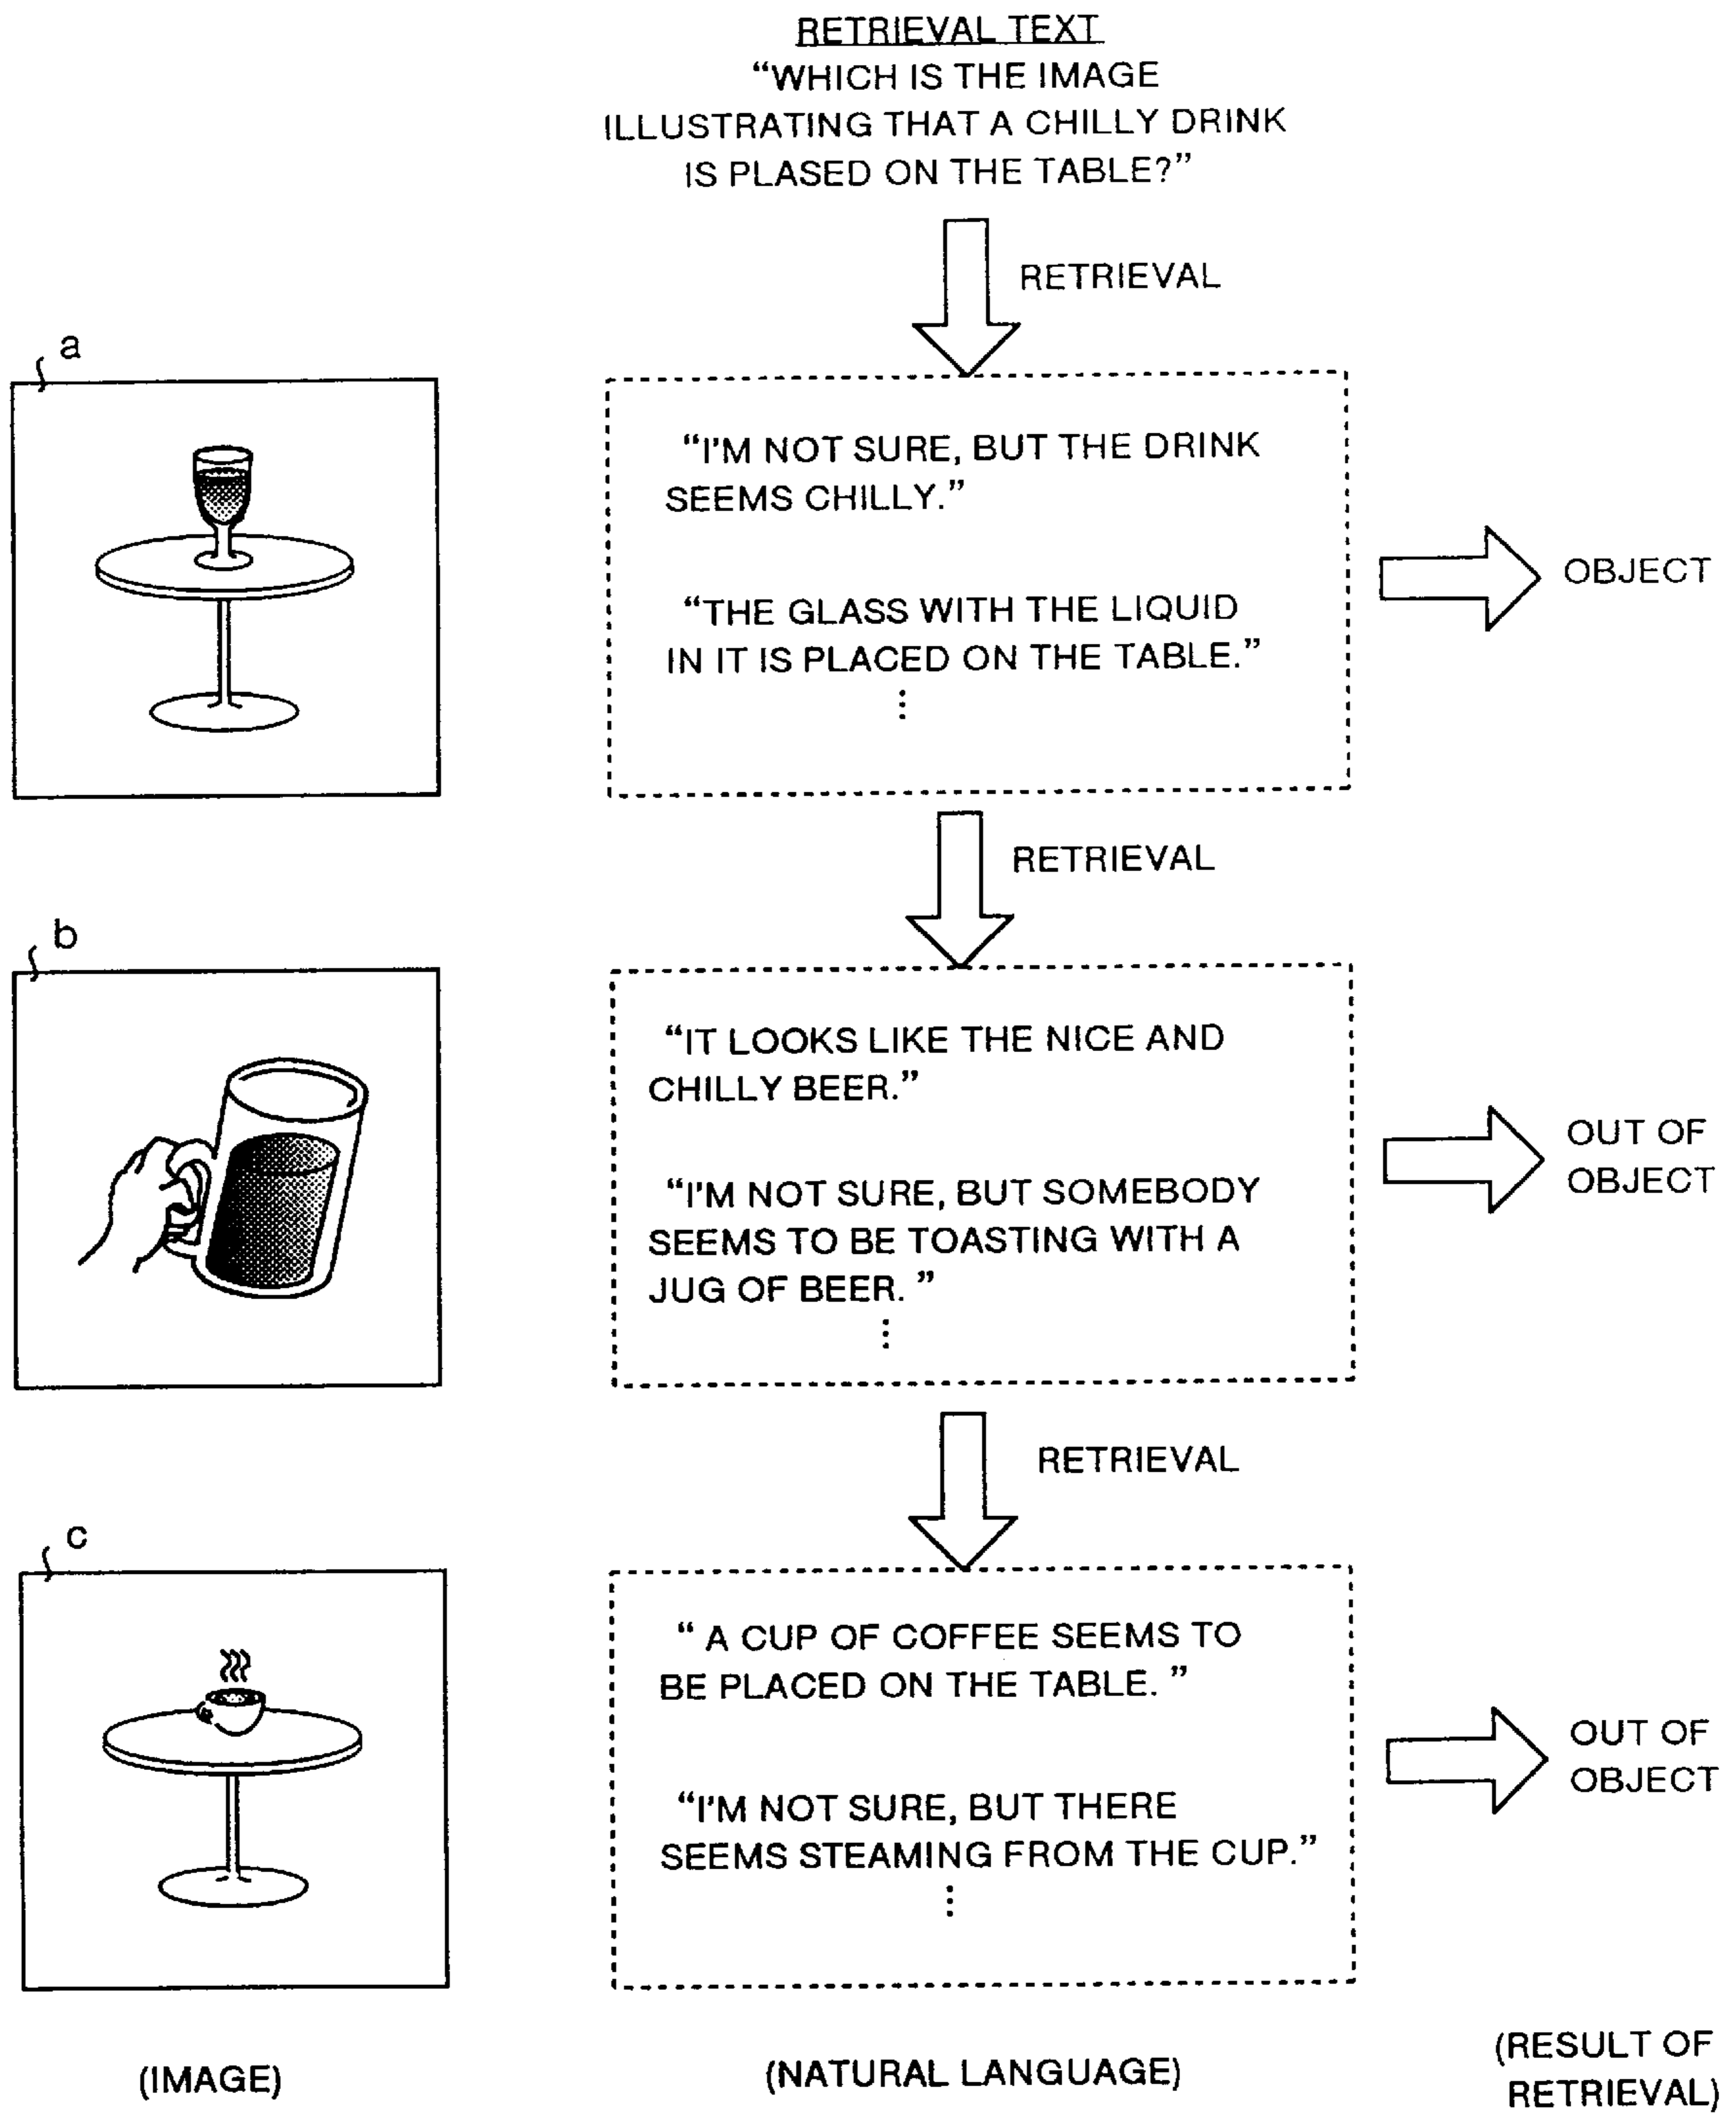 RETRIEVAL TEXT
“WHICH IS THE IMAGE
ILLUSTRATING THAT A CHILLY DRINK
IS PLASED ON THE TABLE?”
RETRIEVAL
a
“I'M NOT SURE, BUT THE DRINK
SEEMS CHILLY.”
“THE GLASS WITH THE LIQUID
IN IT IS PLACED ON THE TABLE.”
OBJECT
RETRIEVAL
b
“IT LOOKS LIKE THE NICE AND
CHILLY BEER.”
“I'M NOT SURE, BUT SOMEBODY
SEEMS TO BE TOASTING WITH A
JUG OF BEER. ”
OUT OF
OBJECT
RETRIEVAL
c
“ A CUP OF COFFEE SEEMS TO
BE PLACED ON THE TABLE. ”
“I'M NOT SURE, BUT THERE
SEEMS STEAMING FROM THE CUP.”
OUT OF
OBJECT
(IMAGE)
(NATURAL LANGUAGE)
(RESULT OF
RETRIEVAL)